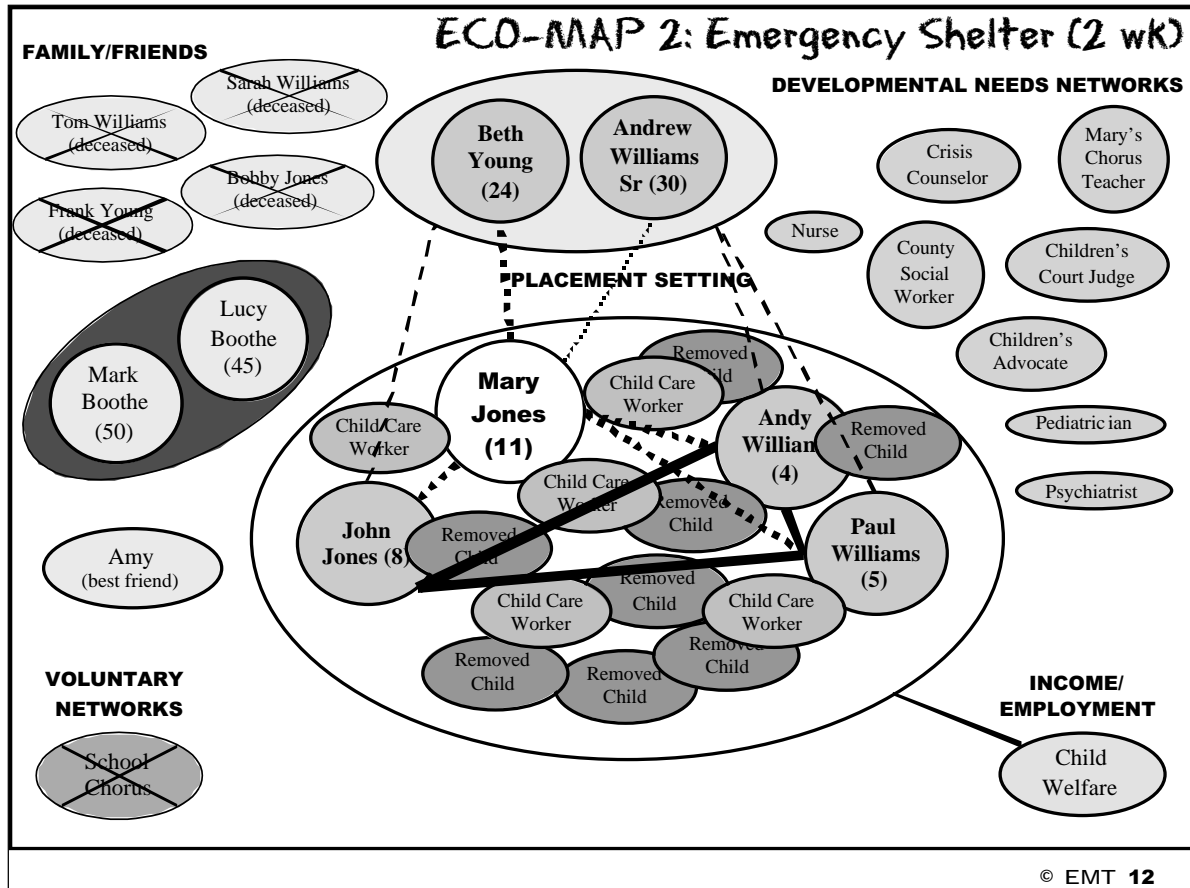 ECO-MAP 2: Emergency Shelter (2 wk)
FAMILY/FRIENDS
Sarah Williams
(deceased)
Tom Williams
(deceased)
Bobby Jones
(deceased)
Frank Young
(deceased)
Lucy
Boothe
(45)
Mark
Boothe
(50)
Amy
(best friend)
VOLUNTARY
NETWORKS
School
Chorus
Beth
Young
(24)
Andrew
Williams
Sr (30)
PLACEMENT SETTING
Mary
Jones
(11)
Removed
Child
Child Care
Worker
Andy
William
(4)
Removed
Child
Child Care
Worker
Child Care
Worker
Removed
Child
John
Jones (8)
Removed
Child
Paul
Williams
(5)
Removed
Child
Child Care
Worker
Child Care
Worker
Removed
Child
Removed
Child
Removed
Child
DEVELOPMENTAL NEEDS NETWORKS
Crisis
Counselor
Mary's
Chorus
Teacher
Nurse
County
Social
Worker
Children's
Court Judge
Children's
Advocate
Pediatric ian
Psychiatrist
INCOME/
EMPLOYMENT
Child
Welfare
© EMT 12